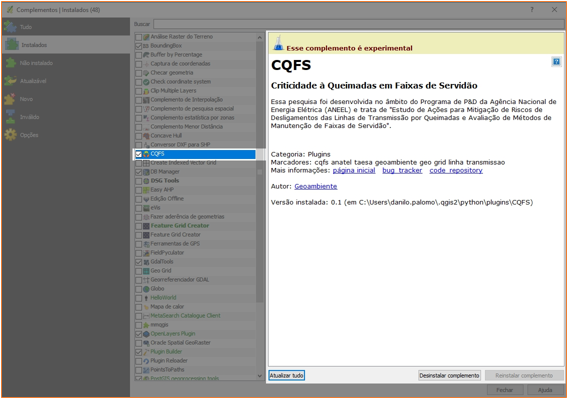 Complementos | Instalados (48)
Tudo
Instalados
Não instalado
Atualizável
Novo
Inválido
Opções
Buscar
Análise Raster do Terreno
BoundingBox
Buffer by Percentage
Captura de coordenadas
Checar geometria
Check coordinate system
Clip Multiple Layers
Complemento de Interpolação
Complemento de pesquisa espacial
Complemento estatística por zonas
Complemento Menor Distância
Concave Hull
Conversor DXF para SHP
CQFS
Create Indexed Vector Grid
DB Manager
DSG Tools
Easy AHP
Edição Offline
eVis
Fazer aderência de geometrias
Feature Grid Creator
Feature Grid Creator
Ferramentas de GPS
FieldPyculator
GdalTools
Geo Grid
Georreferenciador GDAL
Globo
HelloWorld
Mapa de calor
MetaSearch Catalogue Client
mmqgis
OpenLayers Plugin
Oracle Spatial GeoRaster
Plugin Builder
Plugin Reloader
PointsToPaths
PostGIS geoprocessing tools
Esse complemento é experimental
CQFS
Criticidade à Queimadas em Faixas de Servidão
Essa pesquisa foi desenvolvida no âmbito do Programa de P&D da Agência Nacional de
Energia Elétrica (ANEEL) e trata de "Estudo de Ações para Mitigação de Riscos de
Desligamentos das Linhas de Transmissão por Queimadas e Avaliação de Métodos de
Manutenção de Faixas de Servidão".
Categoria: Plugins
Marcadores: cqfs anatel taesa geoambiente geo grid linha transmissao
Mais informações: página inicial bug_tracker code_repository
Autor: Geoambiente
Versão instalada: 0.1 (em C:\Users\danilo.palomo\.qgis2\python\plugins\CQFS)
Atualizar tudo
Desinstalar complemento
Reinstalar complemento
Fechar
Ajuda